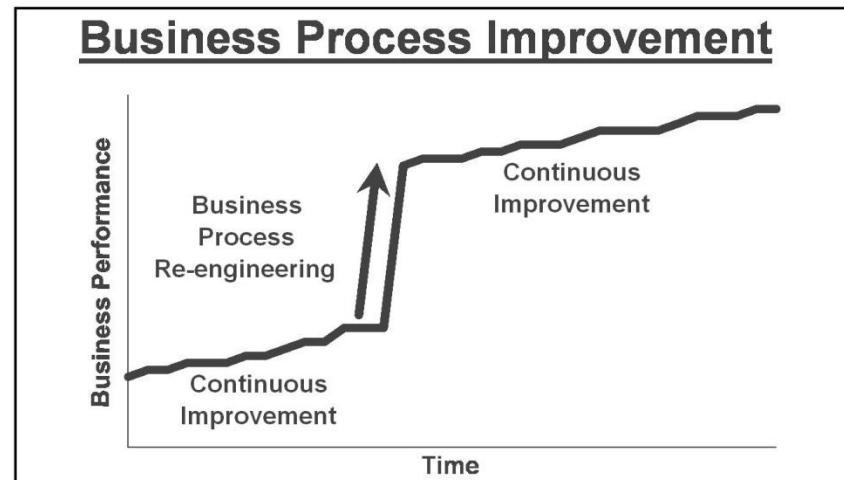 Business Process Improvement
Business Performance
Business
Process
Re-engineering
Continuous
Improvement
Continuous
Improvement
Time